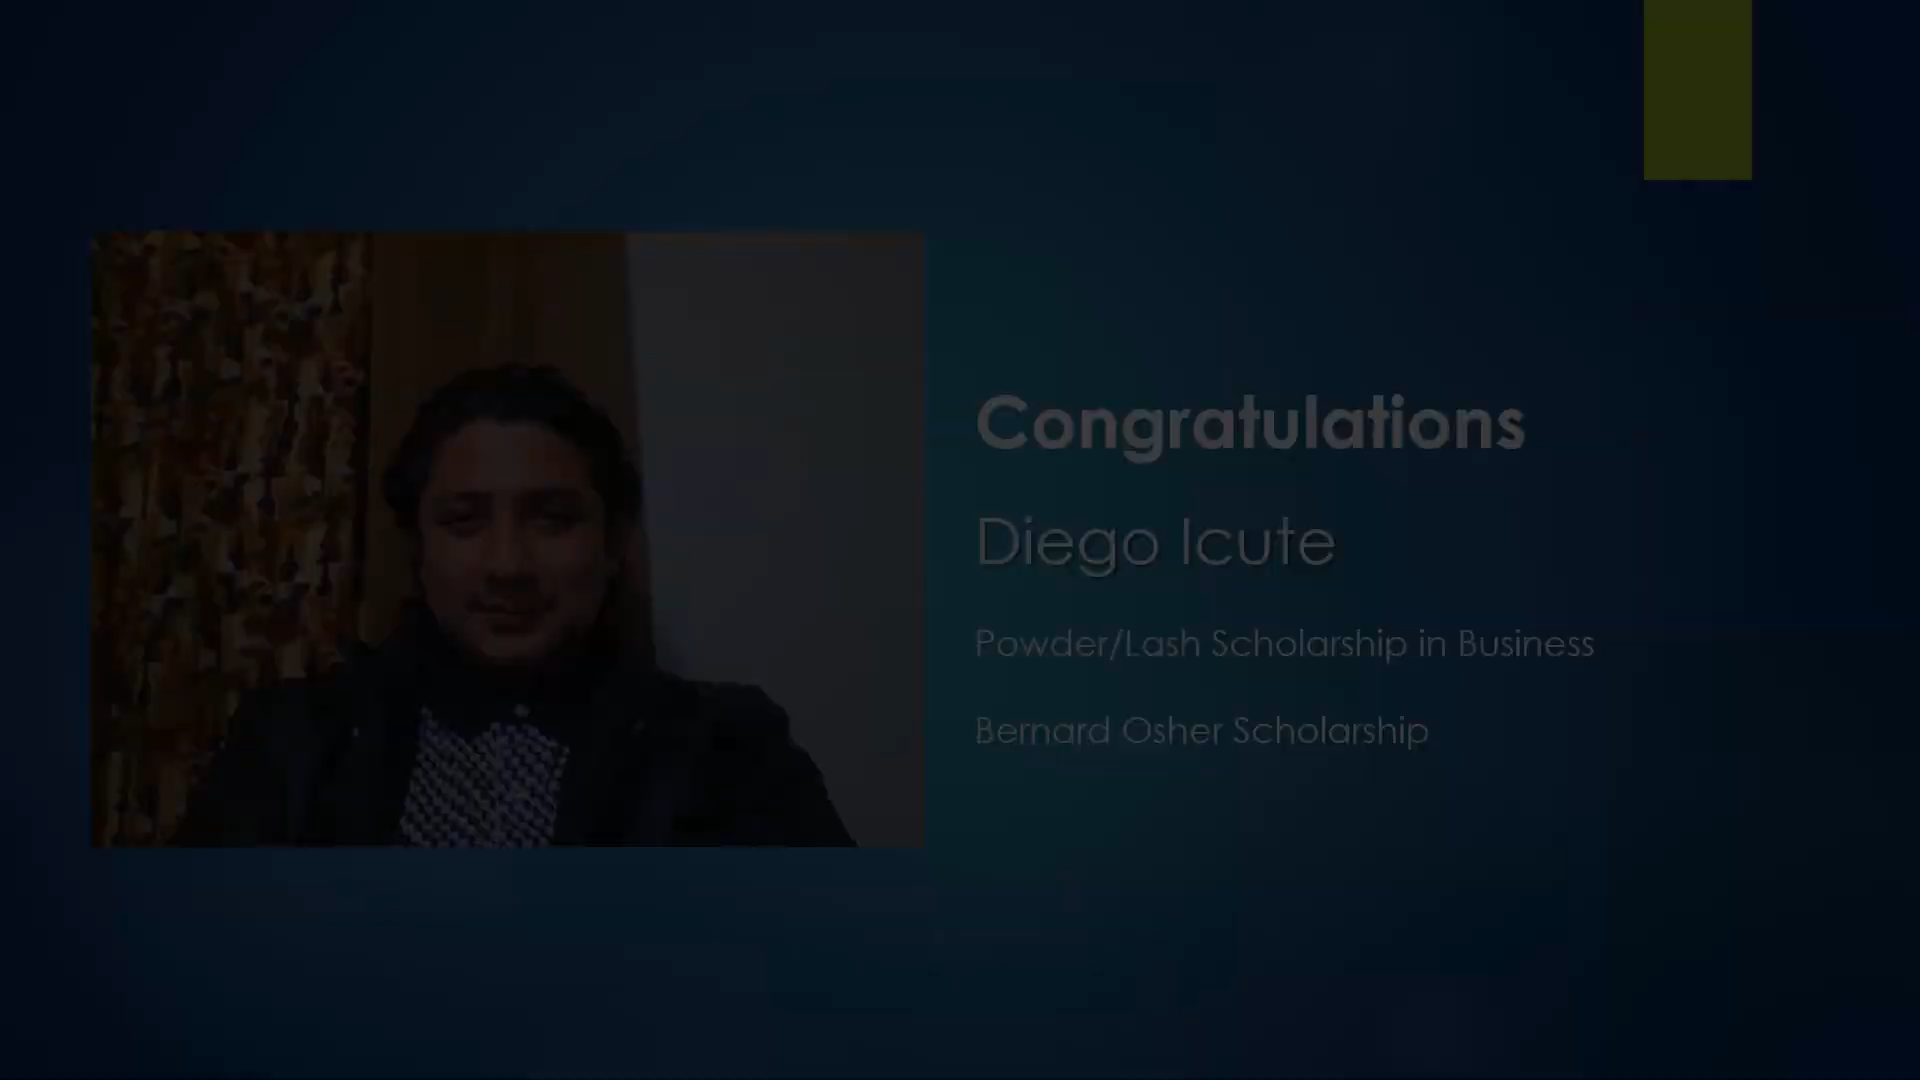 Congratulations
Diego Icute
Powder/Lash Scholarship in Business
Bernard Osher Scholarship